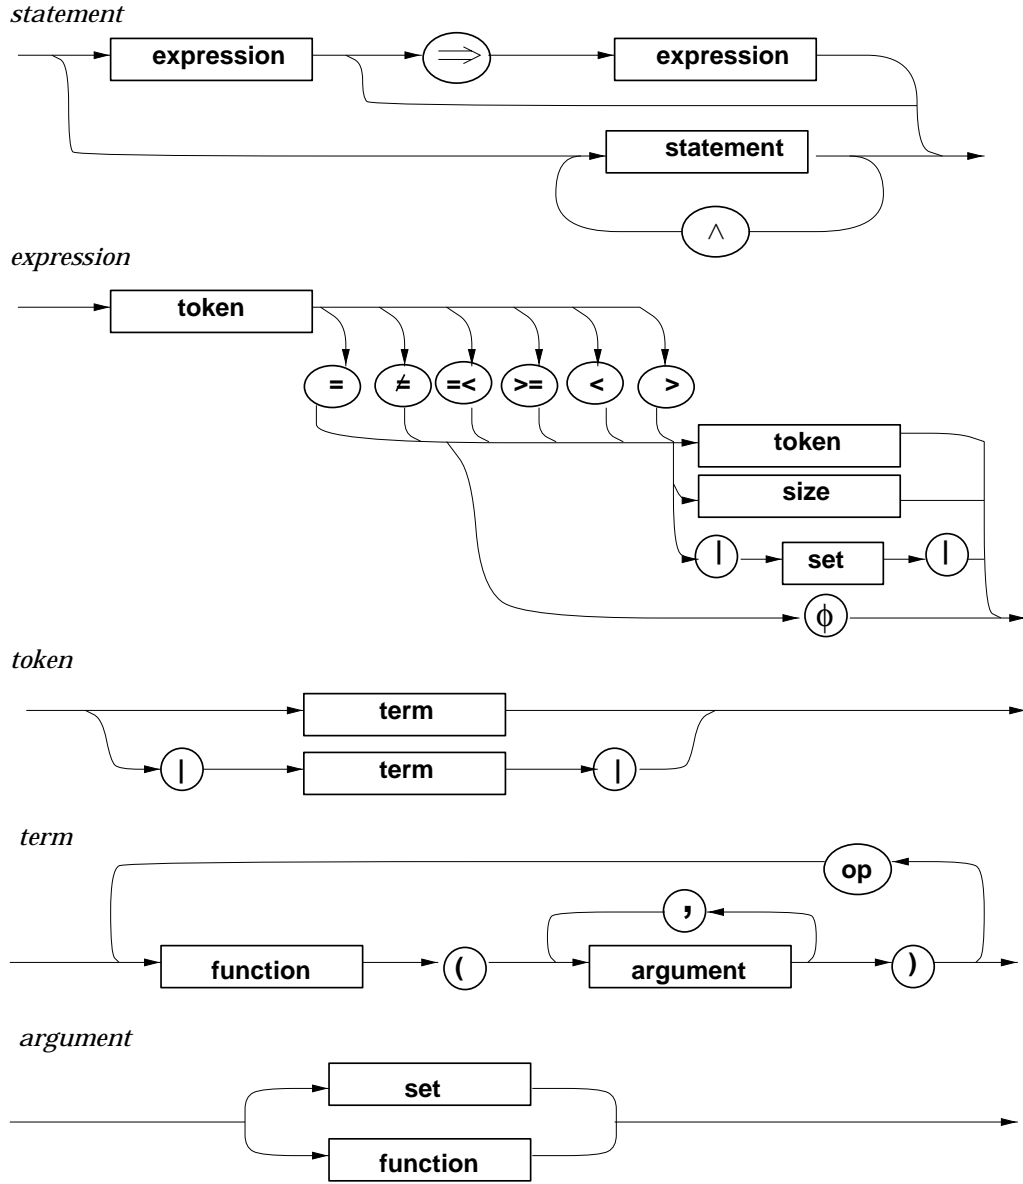 statement
expression ⇒ expression
statement
∧
expression
token
= ≠ =< >= < >
token
size
| set |
ϕ
token
term
| term |
term
op
,
function ( argument )
argument
set
function